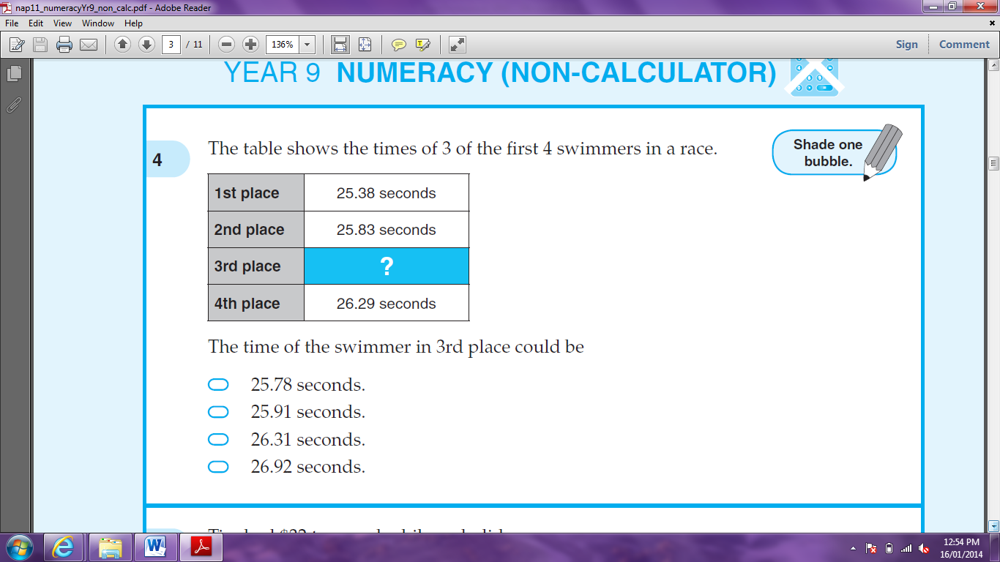 nap11_numeracyYr9_non_calc.pdf - Adobe Reader
File Edit View Window Help
3 / 11 136% Sign Comment
YEAR 9 NUMERACY (NON-CALCULATOR)
4 The table shows the times of 3 of the first 4 swimmers in a race.
Shade one
bubble.
1st place 25.38 seconds
2nd place 25.83 seconds
3rd place ?
4th place 26.29 seconds
The time of the swimmer in 3rd place could be
25.78 seconds.
25.91 seconds.
26.31 seconds.
26.92 seconds.
12:54 PM
16/01/2014